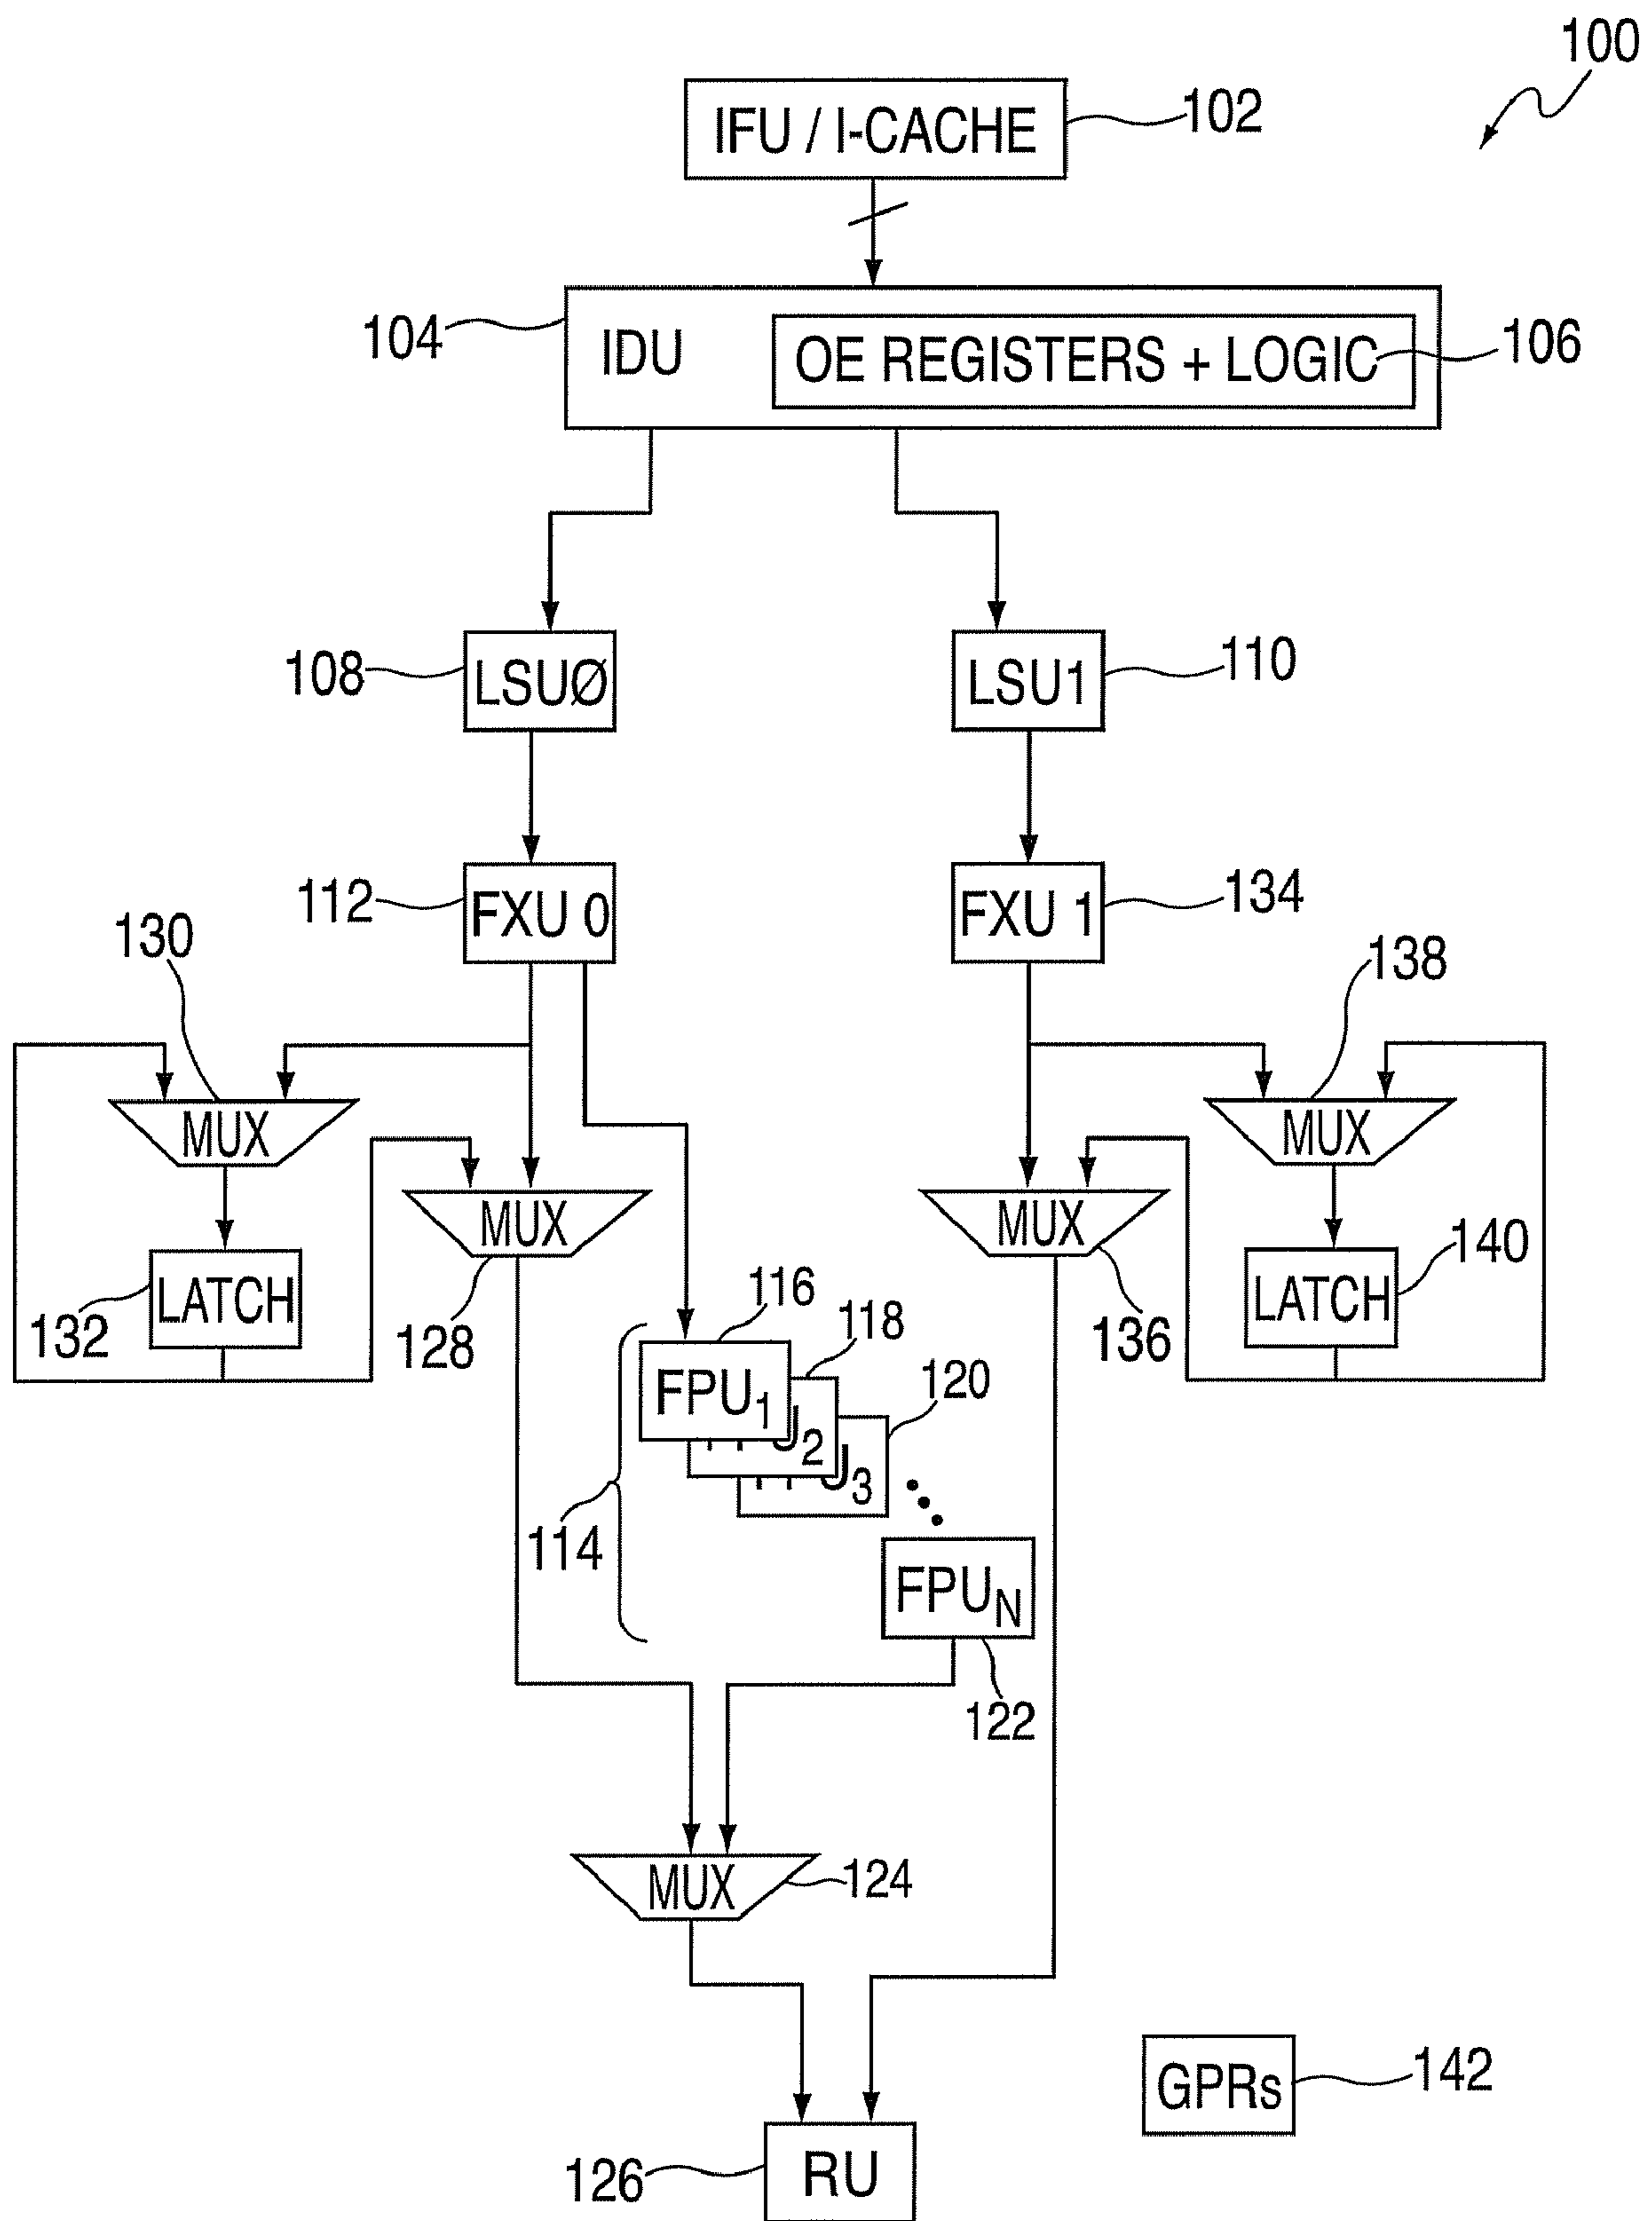 100
IFU / I-CACHE
102
104
IDU
OE REGISTERS + LOGIC
106
108
LSUØ
LSU1
110
112
FXU 0
FXU 1
134
130
138
MUX
MUX
MUX
MUX
LATCH
132
128
136
LATCH
140
116
118
120
FPU1
2
3
114
FPUN
122
MUX
124
GPRs
142
126
RU